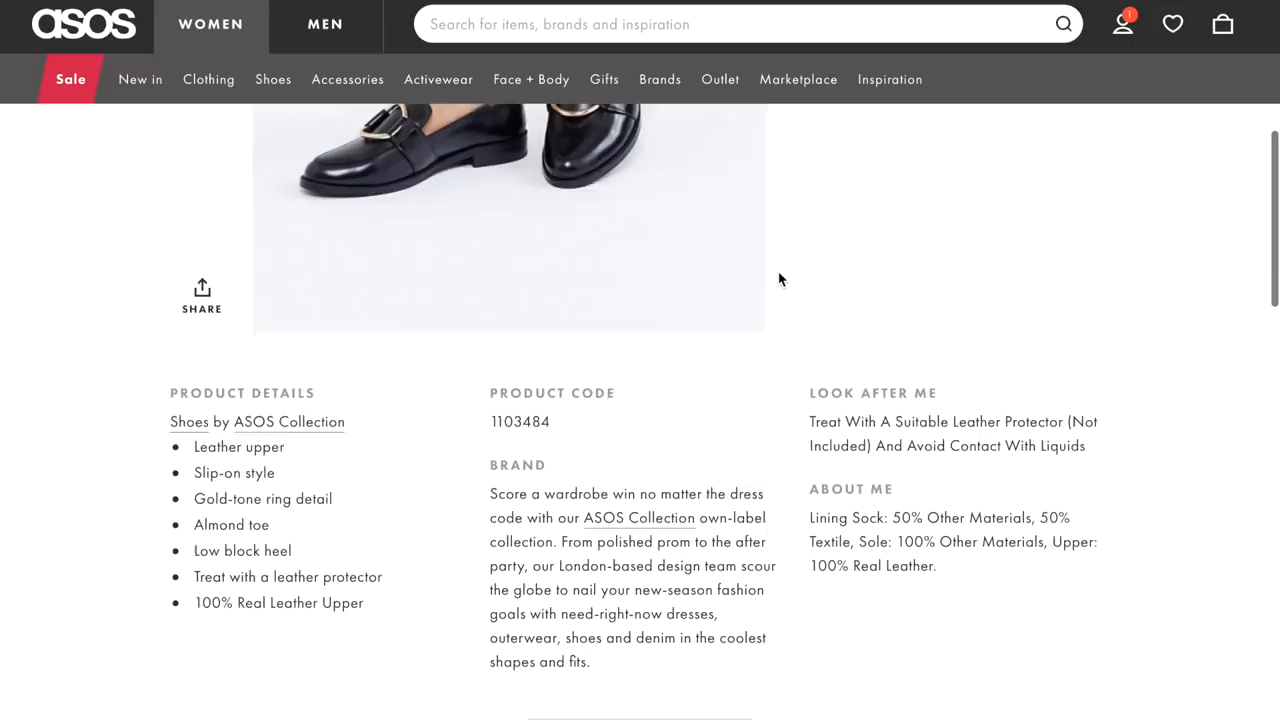 asos
WOMEN
MEN
Search for items, brands and inspiration
1
Sale
New in
Clothing
Shoes
Accessories
Activewear
Face + Body
Gifts
Brands
Outlet
Marketplace
Inspiration
SHARE
PRODUCT DETAILS
Shoes by ASOS Collection
Leather upper
Slip-on style
Gold-tone ring detail
Almond toe
Low block heel
Treat with a leather protector
100% Real Leather Upper
PRODUCT CODE
1103484
BRAND
Score a wardrobe win no matter the dress
code with our ASOS Collection own-label
collection. From polished prom to the after
party, our London-based design team scour
the globe to nail your new-season fashion
goals with need-right-now dresses,
outerwear, shoes and denim in the coolest
shapes and fits.
LOOK AFTER ME
Treat With A Suitable Leather Protector (Not
Included) And Avoid Contact With Liquids
ABOUT ME
Lining Sock: 50% Other Materials, 50%
Textile, Sole: 100% Other Materials, Upper:
100% Real Leather.